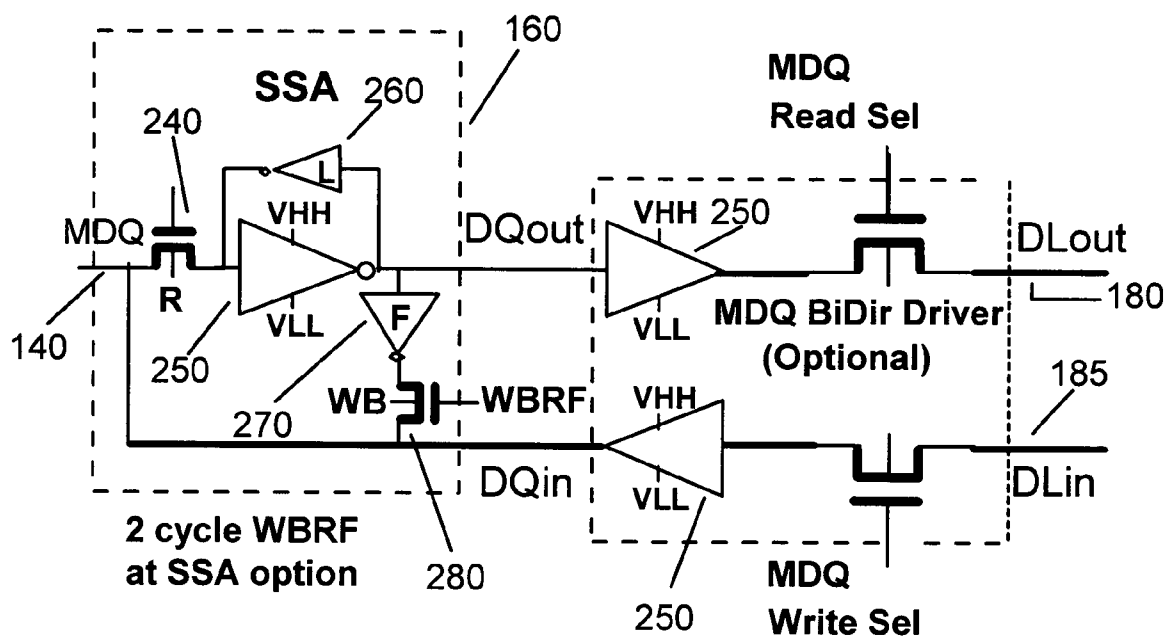 160
MDQ
Read Sel
SSA
260
240
L
VHH
MDQ
DQout
VHH
250
DLout
R
VLL
F
VLL
MDQ BiDir Driver
(Optional)
180
140
250
270
WB
WBRF
VHH
185
DQin
VLL
DLin
2 cycle WBRF
at SSA option
280
250
MDQ
Write Sel